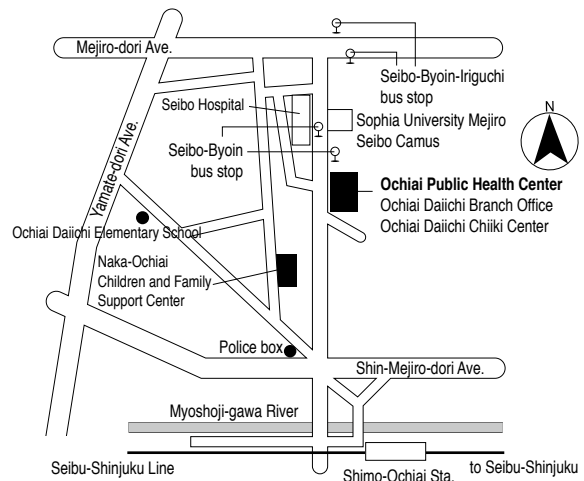 Mejiro-dori Ave.
Seibo-Byoin-Iriguchi
bus stop
Seibo Hospital
Sophia University Mejiro
Seibo Camus
N
Seibo-Byoin
bus stop
Yamate-dori Ave.
Ochiai Public Health Center
Ochiai Daiichi Branch Office
Ochiai Daiichi Chiiki Center
Ochiai Daiichi Elementary School
Naka-Ochiai
Children and Family
Support Center
Police box
Shin-Mejiro-dori Ave.
Myoshoji-gawa River
Seibu-Shinjuku Line
Shimo-Ochiai Sta.
to Seibu-Shinjuku